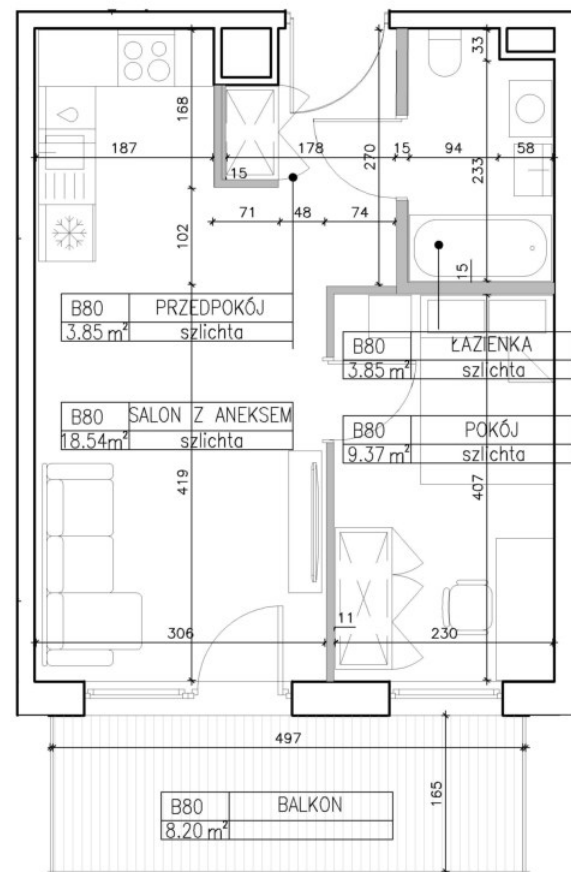 33
168
187
178
15
94
58
270
233
15
71
48
74
102
15
B80 PRZEDPOKÓJ
3.85 m² szlichta
B80 ŁAZIENKA
3.85 m² szlichta
B80 SALON Z ANEKSEM
18.54 m² szlichta
B80 POKÓJ
9.37 m² szlichta
419
407
11
306
230
497
165
B80 BALKON
8.20 m²